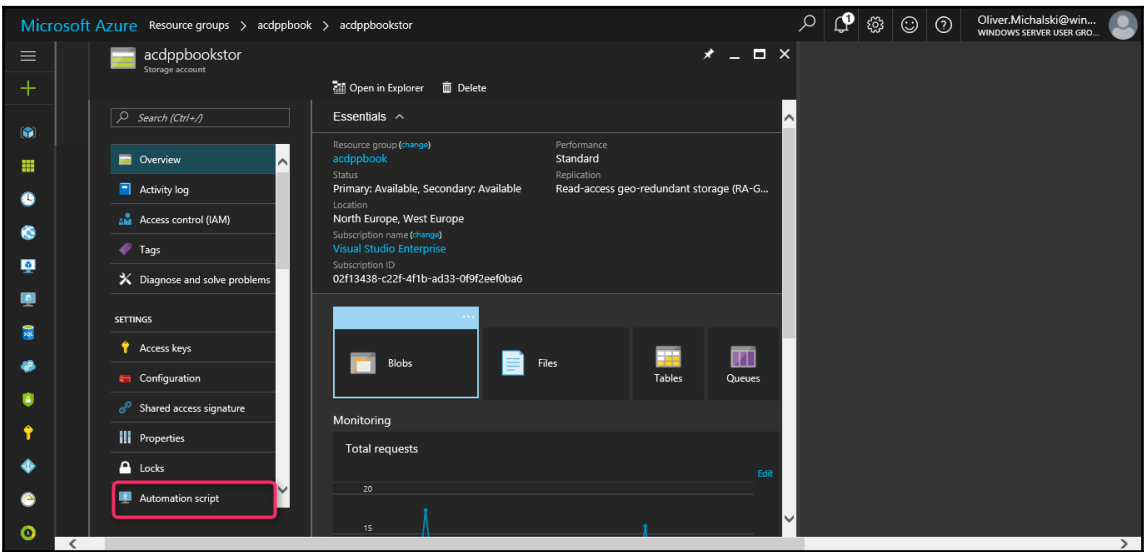 Microsoft Azure Resource groups > acdppbook > acdppbookstor
1
Oliver.Michalski@win...
WINDOWS SERVER USER GRO...
acdppbookstor
Storage account
Open in Explorer Delete
Search (Ctrl+/)
Overview
Activity log
Access control (IAM)
Tags
Diagnose and solve problems
SETTINGS
Access keys
Configuration
Shared access signature
Properties
Locks
Automation script
Essentials
Resource group (change)
acdppbook
Status
Primary: Available, Secondary: Available
Location
North Europe, West Europe
Subscription name (change)
Visual Studio Enterprise
Subscription ID
02f13438-c22f-4f1b-ad33-0f9f2eef0ba6
Performance
Standard
Replication
Read-access geo-redundant storage (RA-G...
...
Blobs
Files
Tables
Queues
Monitoring
Total requests
Edit
20
15
SQL